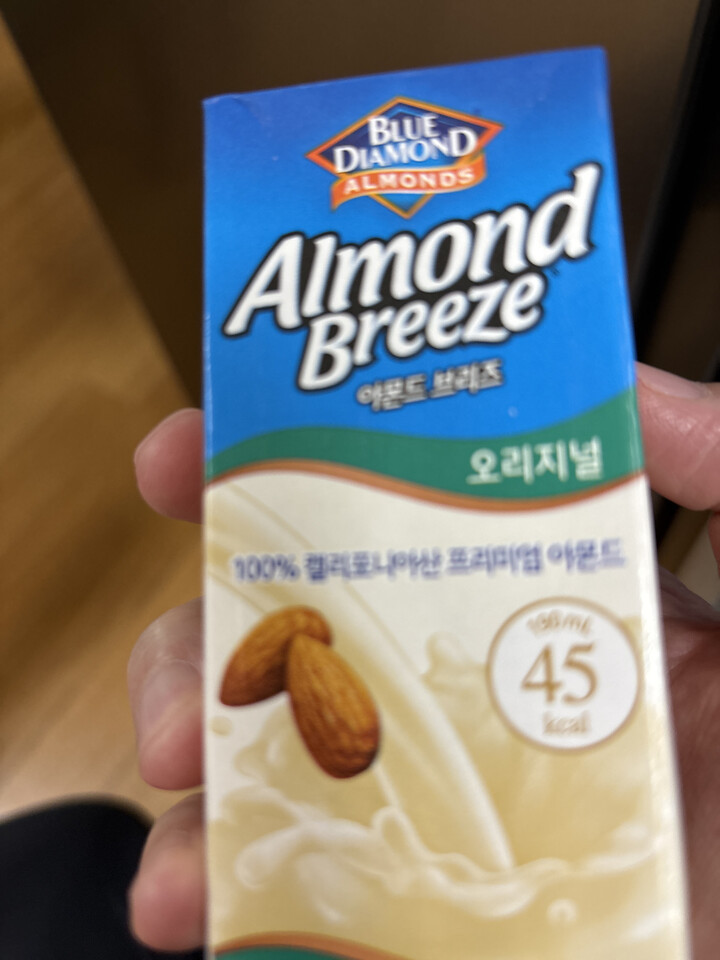 BLUE
DIAMOND
ALMONDS
Almond
Breeze
아몬드 브리즈
오리지널
100% 캘리포니아산 프리미엄 아몬드
190mL
45
kcal